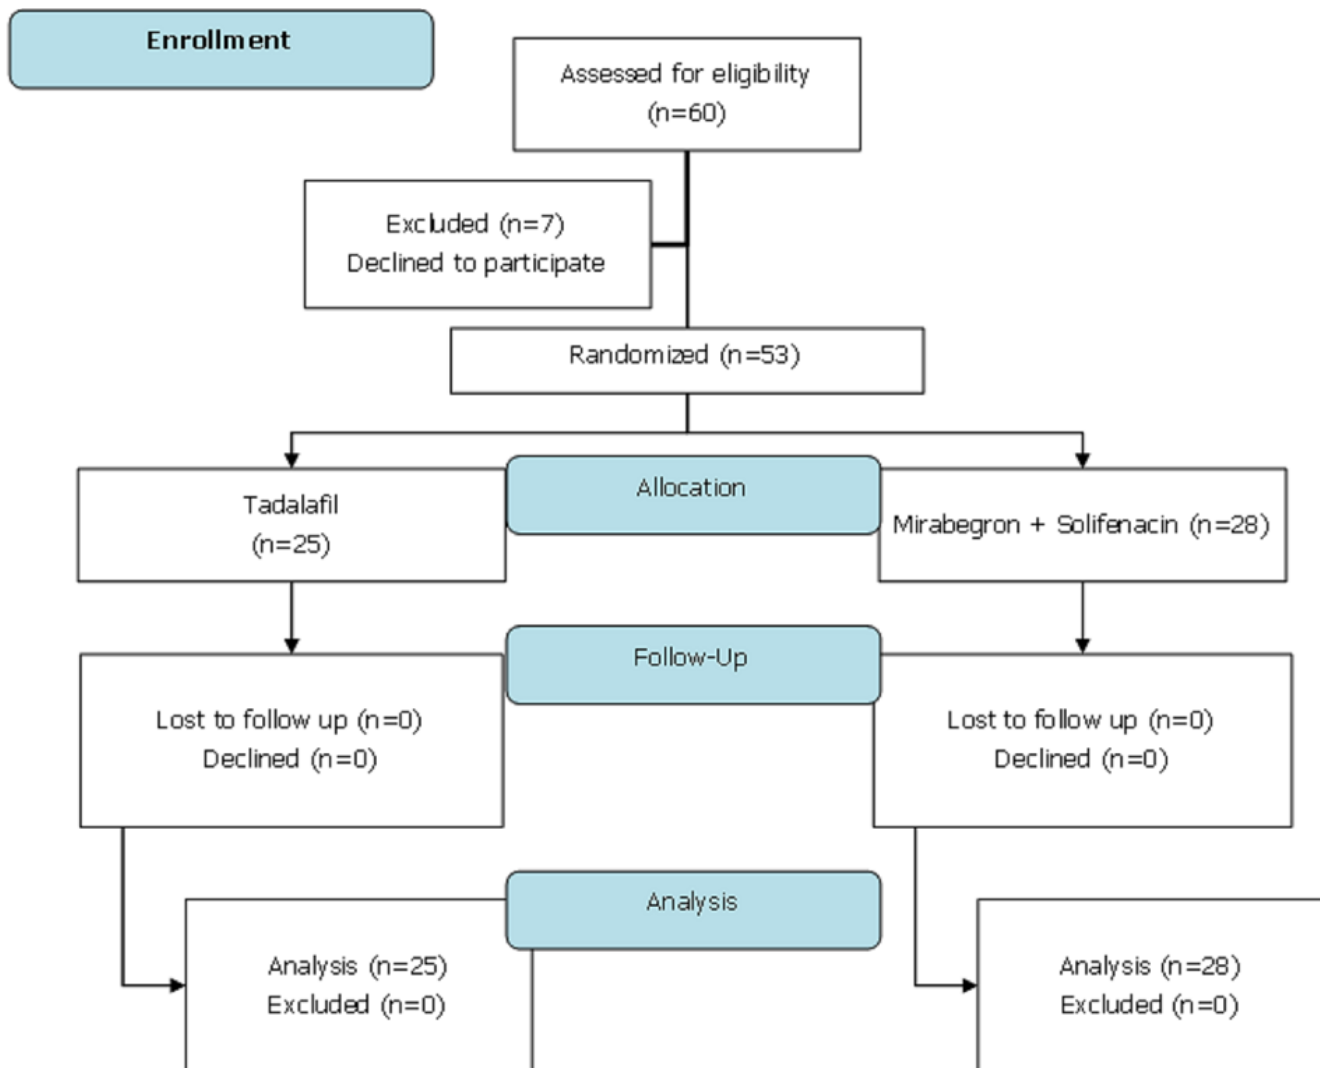 Enrollment
Assessed for eligibility
(n=60)
Excluded (n=7)
Declined to participate
Randomized (n=53)
Allocation
Tadalafil
(n=25)
Mirabegron + Solifenacin (n=28)
Follow-Up
Lost to follow up (n=0)
Declined (n=0)
Lost to follow up (n=0)
Declined (n=0)
Analysis
Analysis (n=25)
Excluded (n=0)
Analysis (n=28)
Excluded (n=0)